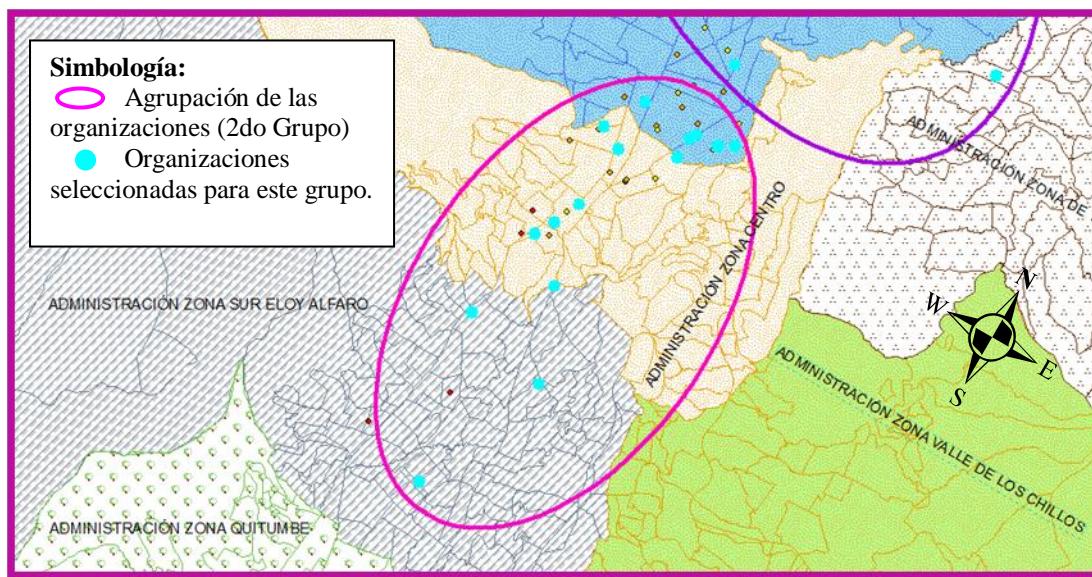 Simbología:
Agrupación de las
organizaciones (2do Grupo)
Organizaciones
seleccionadas para este grupo.
ADMINISTRACIÓN ZONA DE
ADMINISTRACIÓN ZONA CENTRO
ADMINISTRACIÓN ZONA SUR ELOY ALFARO
N
W
E
S
ADMINISTRACIÓN ZONA VALLE DE LOS CHILLOS
ADMINISTRACIÓN ZONA QUITUMBE